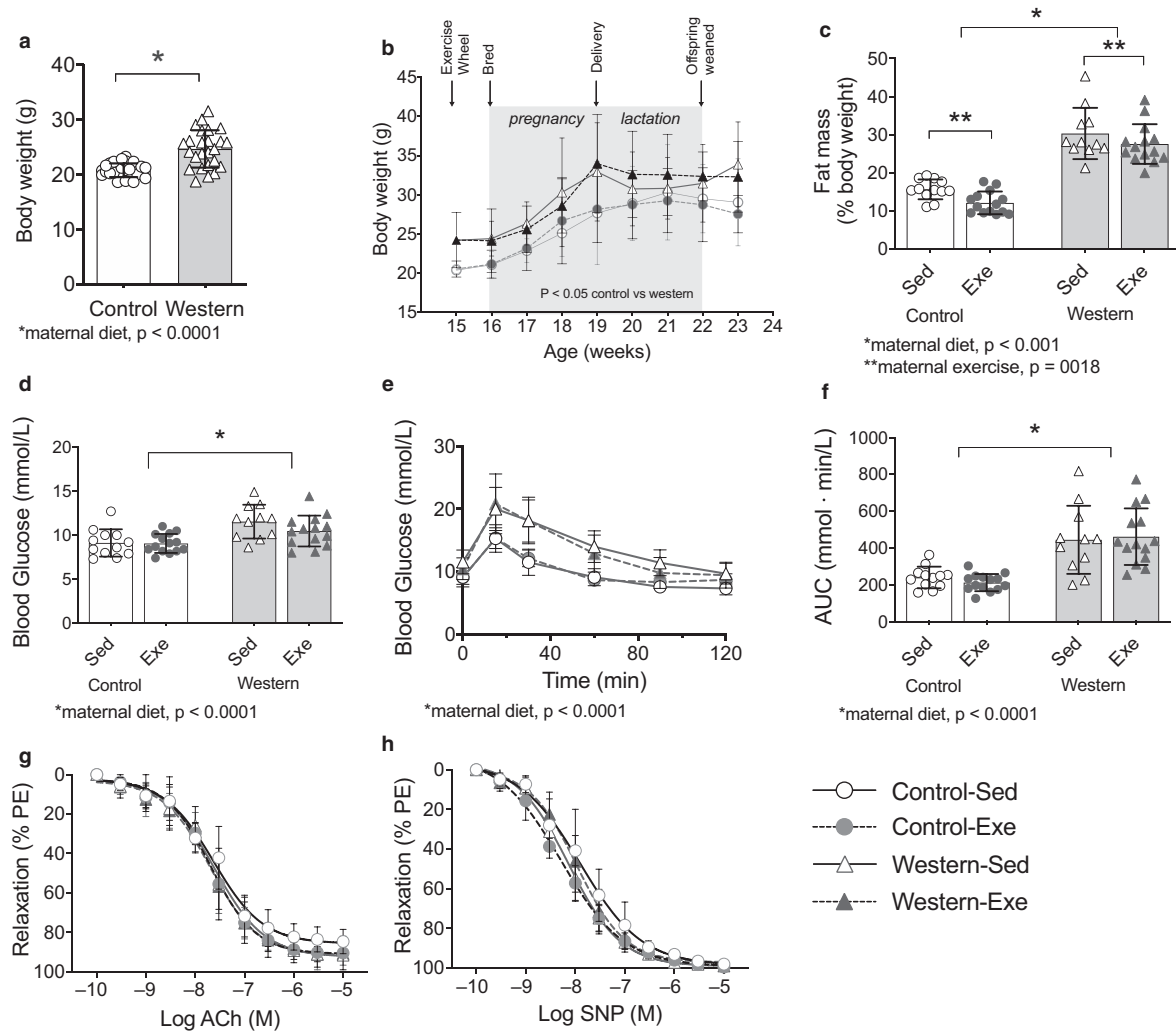 a
*
40
30
20
10
0
Body weight (g)
Control Western
*maternal diet, p < 0.0001
b
Exercise
Wheel
Bred
Delivery
Offspring
weaned
45
41
37
33
29
25
20
15
Body weight (g)
pregnancy
lactation
P < 0.05 control vs western
15 16 17 18 19 20 21 22 23 24
Age (weeks)
c
*
**
**
50
40
30
20
10
0
Fat mass
(% body weight)
Sed Exe Sed Exe
Control Western
*maternal diet, p < 0.001
**maternal exercise, p = 0018
d
*
20
15
10
5
0
Blood Glucose (mmol/L)
Sed Exe Sed Exe
Control Western
*maternal diet, p < 0.0001
e
30
20
10
0
Blood Glucose (mmol/L)
0 40 80 120
Time (min)
*maternal diet, p < 0.0001
f
*
1000
800
600
400
200
0
AUC (mmol · min/L)
Sed Exe Sed Exe
Control Western
*maternal diet, p < 0.0001
g
0
20
40
60
80
100
Relaxation (% PE)
–10 –9 –8 –7 –6 –5
Log ACh (M)
h
0
20
40
60
80
100
Relaxation (% PE)
–10 –9 –8 –7 –6 –5
Log SNP (M)
Control-Sed
Control-Exe
Western-Sed
Western-Exe